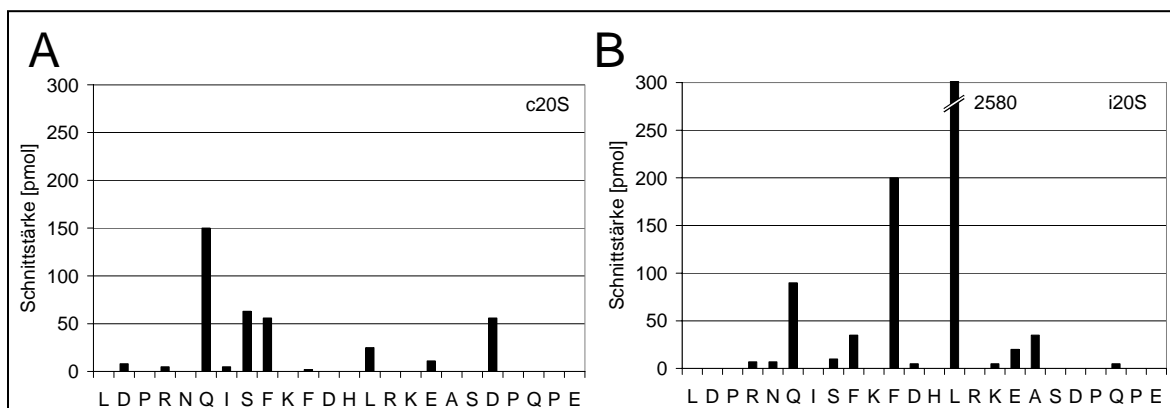 A
c20S
Schnittstärke [pmol]
300
250
200
150
100
50
0
L D P R N Q I S F K F D H L R K E A S D P Q P E
B
2580
i20S
Schnittstärke [pmol]
300
250
200
150
100
50
0
L D P R N Q I S F K F D H L R K E A S D P Q P E